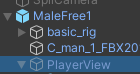 MaleFree1
basic_rig
C_man_1_FBX20
PlayerView